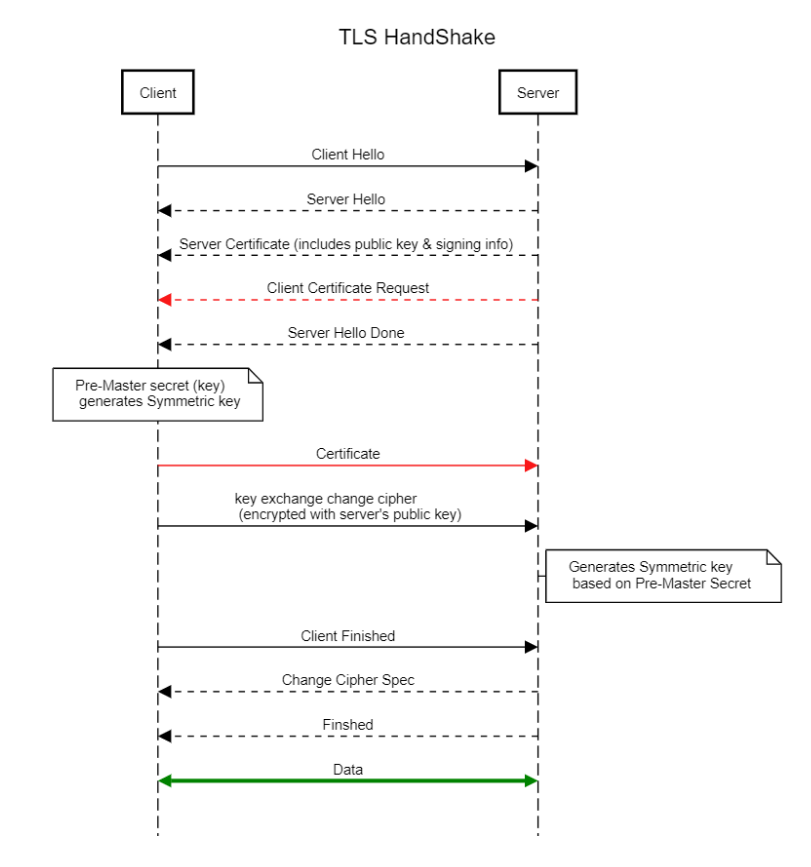 TLS HandShake
Client
Server
Client Hello
Server Hello
Server Certificate (includes public key & signing info)
Client Certificate Request
Server Hello Done
Pre-Master secret (key)
generates Symmetric key
Certificate
key exchange change cipher
(encrypted with server's public key)
Generates Symmetric key
based on Pre-Master Secret
Client Finished
Change Cipher Spec
Finshed
Data